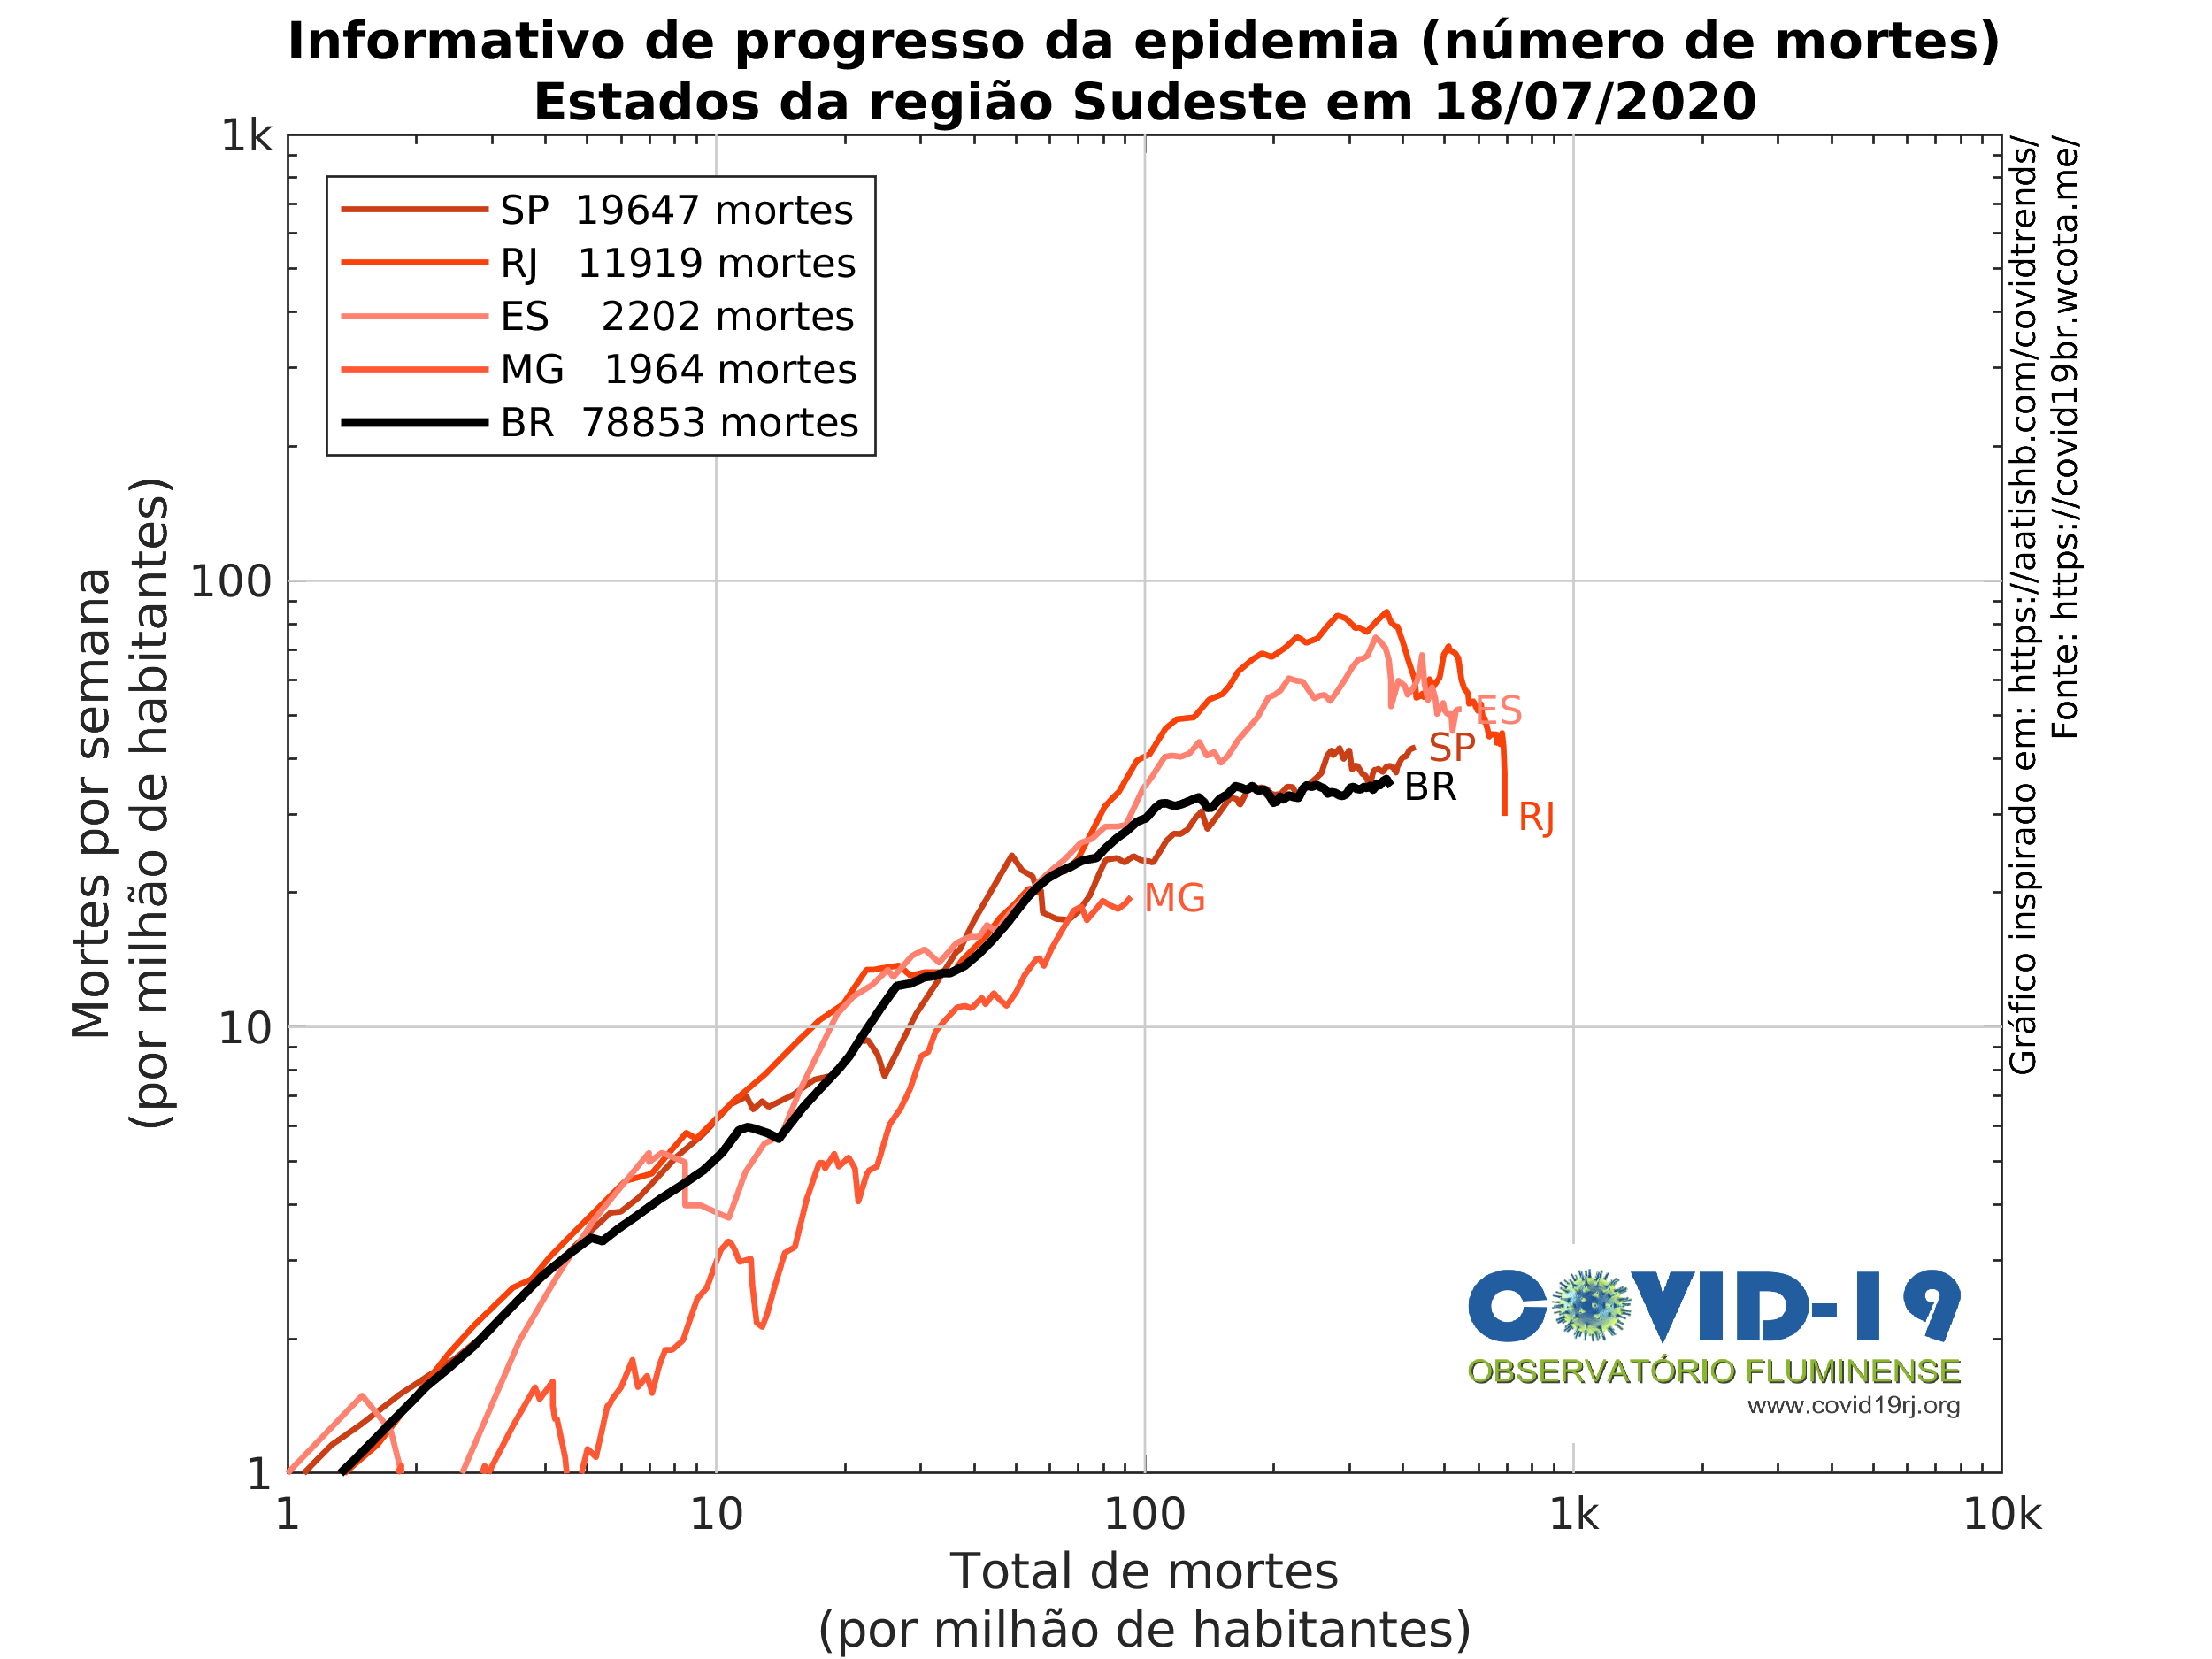 Informativo de progresso da epidemia (número de mortes)
Estados da região Sudeste em 18/07/2020
SP 19647 mortes
RJ 11919 mortes
ES 2202 mortes
MG 1964 mortes
BR 78853 mortes
1k
100
10
1
Mortes por semana
(por milhão de habitantes)
ES
SP
BR
RJ
MG
Gráfico inspirado em: https://aatishb.com/covidtrends/
Fonte: https://covid19br.wcota.me/
COVID-19
OBSERVATÓRIO FLUMINENSE
www.covid19rj.org
1
10
100
1k
10k
Total de mortes
(por milhão de habitantes)